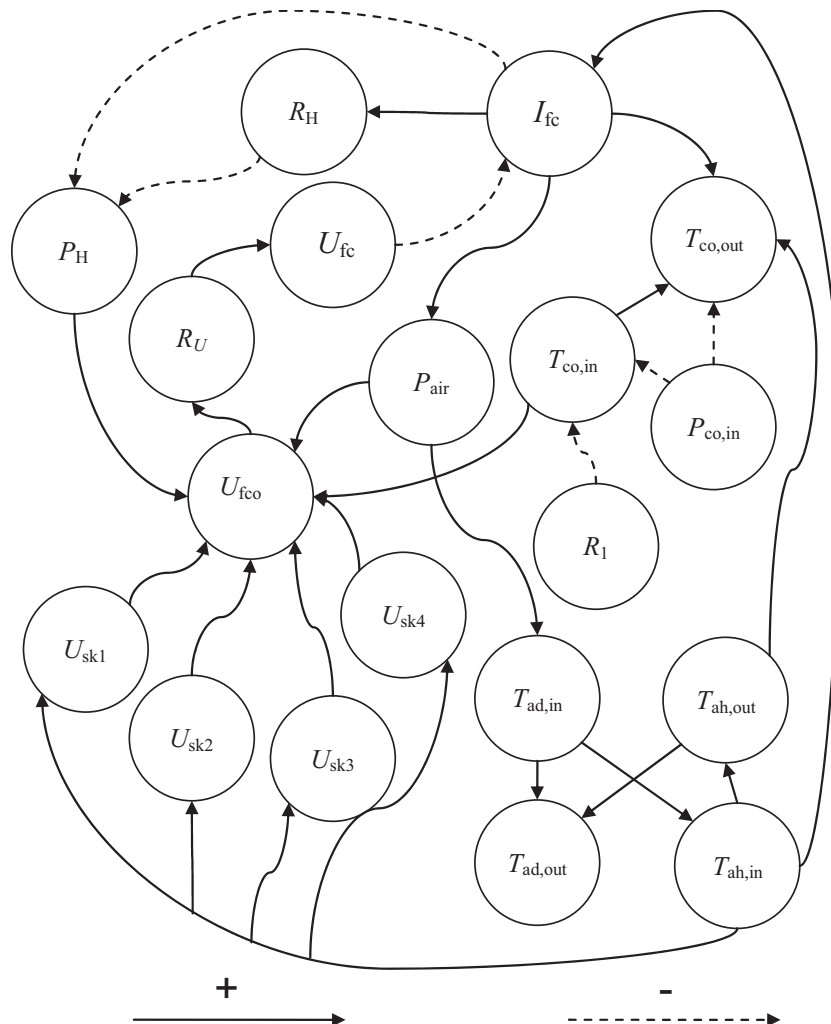 I_fc
R_H
T_co,out
U_fc
P_H
R_U
T_co,in
P_air
P_co,in
U_fco
R_1
U_sk4
U_sk1
T_ad,in
T_ah,out
U_sk2
U_sk3
T_ad,out
T_ah,in
+
-